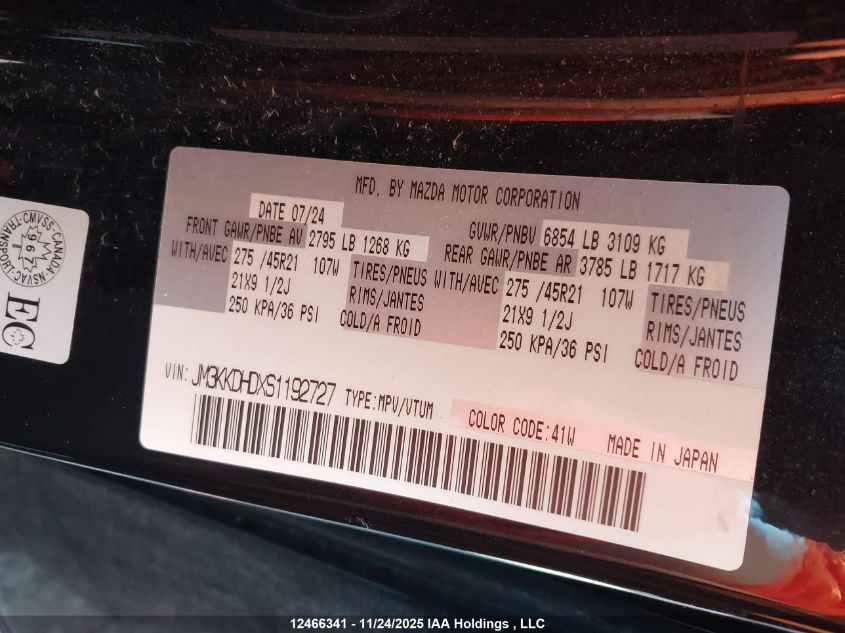 MFD. BY MAZDA MOTOR CORPORATION
DATE 07/24
GVWR/PNBV 6854 LB 3109 KG
FRONT GAWR/PNBE AV 2795 LB 1268 KG
REAR GAWR/PNBE AR 3785 LB 1717 KG
WITH/AVEC 275 /45R21 107W TIRES/PNEUS
21X9 1/2J RIMS/JANTES
250 KPA/36 PSI COLD/A FROID
WITH/AVEC 275 /45R21 107W TIRES/PNEUS
21X9 1/2J RIMS/JANTES
250 KPA/36 PSI COLD/A FROID
VIN: JM3KKDHDXS1192727 TYPE:MPV/VTUM
COLOR CODE:41W MADE IN JAPAN
EC
12466341 - 11/24/2025 IAA Holdings , LLC